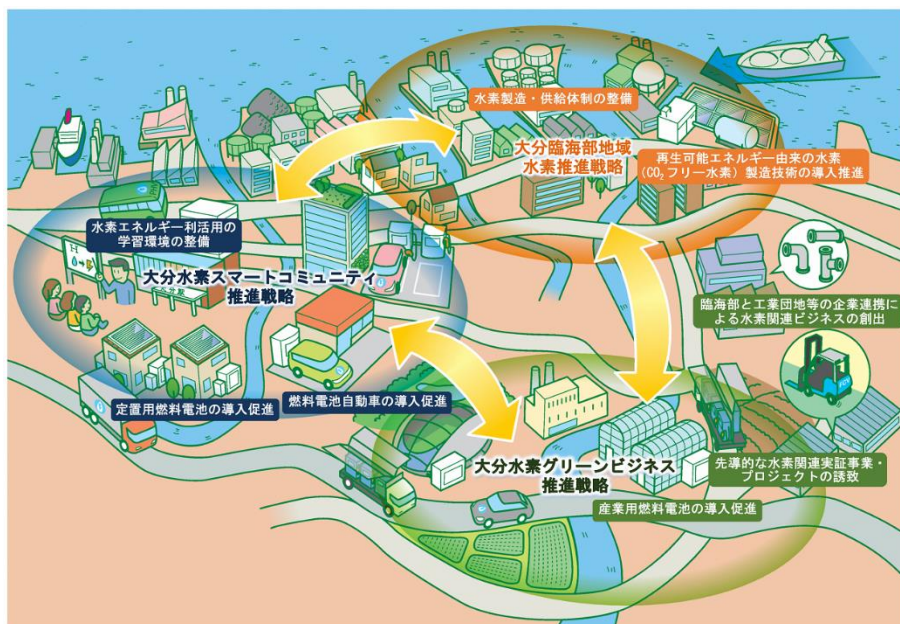 水素製造・供給体制の整備
大分臨海部地域
水素推進戦略
再生可能エネルギー由来の水素
(CO₂フリー水素)製造技術の導入推進
水素エネルギー利活用の
学習環境の整備
大分水素スマートコミュニティ
推進戦略
臨海部と工業団地等の企業連携に
よる水素関連ビジネスの創出
定置用燃料電池の導入促進
燃料電池自動車の導入促進
FCV
大分水素グリーンビジネス
推進戦略
先導的な水素関連実証事業・
プロジェクトの誘致
産業用燃料電池の導入促進
H